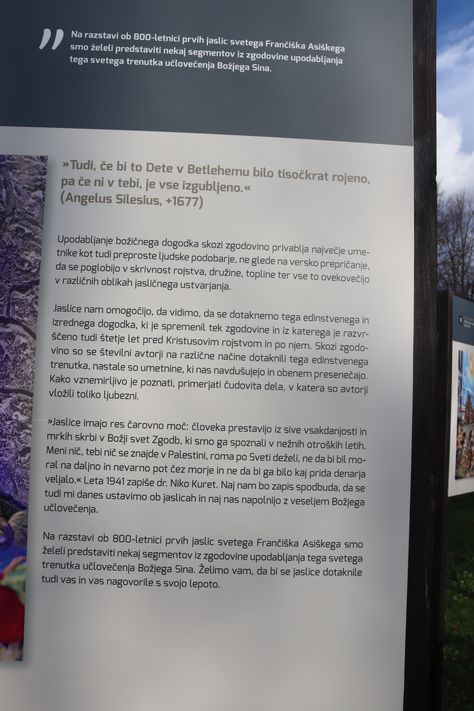 Na razstavi ob 800-letnici prvih jaslic svetega Frančiška Asiškega
smo želeli predstaviti nekaj segmentov iz zgodovine upodabljanja
tega svetega trenutka učlovečenja Božjega Sina.
»Tudi, če bi to Dete v Betlehemu bilo tisočkrat rojeno,
pa če ni v tebi, je vse izgubljeno.«
(Angelus Silesius, +1677)
Upodabljanje božičnega dogodka skozi zgodovino privablja največje ume-
tnike kot tudi preproste ljudske podobarje, ne glede na versko prepričanje,
da se poglobijo v skrivnost rojstva, družine, topline ter vse to ovekovečijo
v različnih oblikah jasličnega ustvarjanja.
Jaslice nam omogočijo, da vidimo, da se dotaknemo tega edinstvenega in
izrednega dogodka, ki je spremenil tek zgodovine in iz katerega je razvr-
ščeno tudi štetje let pred Kristusovim rojstvom in po njem. Skozi zgodo-
vino so se številni avtorji na različne načine dotaknili tega edinstvenega
trenutka, nastale so umetnine, ki nas navdušujejo in obenem presenečajo.
Kako vznemirljivo je poznati, primerjati čudovita dela, v katera so avtorji
vložili toliko ljubezni.
»Jaslice imajo res čarovno moč: človeka prestavijo iz sive vsakdanjosti in
mrkih skrbi v Božji svet Zgodb, ki smo ga spoznali v nežnih otroških letih.
Meni nič, tebi nič se znajde v Palestini, roma po Sveti deželi, ne da bi bil mo-
ral na daljno in nevarno pot čez morje in ne da bi ga bilo kaj prida denarja
veljalo.« Leta 1941 zapiše dr. Niko Kuret. Naj nam bo zapis spodbuda, da se
tudi mi danes ustavimo ob jaslicah in naj nas napolnijo z veseljem Božjega
učlovečenja.
Na razstavi ob 800-letnici prvih jaslic svetega Frančiška Asiškega smo
želeli predstaviti nekaj segmentov iz zgodovine upodabljanja tega svetega
trenutka učlovečenja Božjega Sina. Želimo vam, da bi se jaslice dotaknile
tudi vas in vas nagovorile s svojo lepoto.